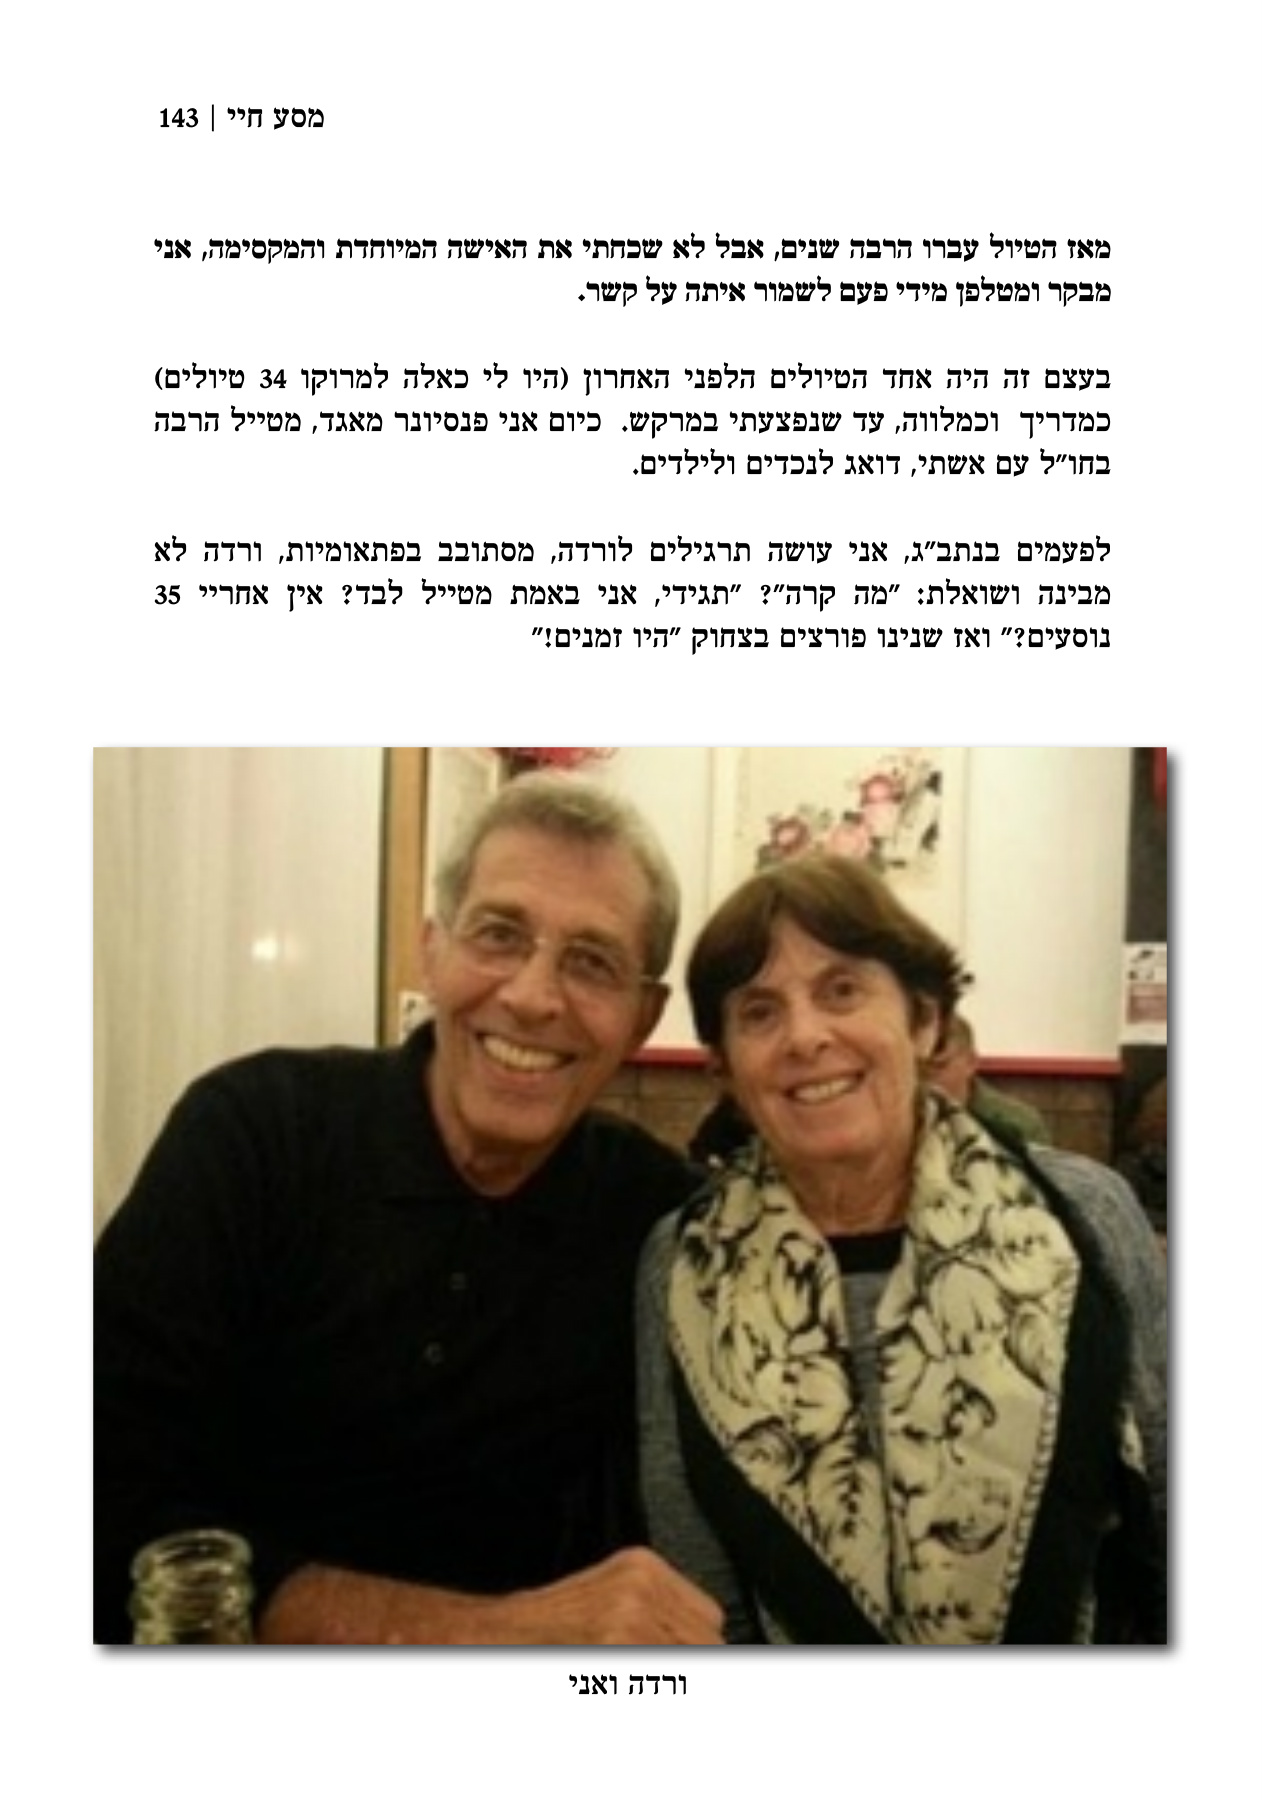 מסע חיי | 143
מאז הטיול עברו הרבה שנים, אבל לא שכחתי את האישה המיוחדת והמקסימה, אני
מבקר ומטלפן מידי פעם לשמור איתה על קשר.
בעצם זה היה אחד הטיולים הלפני האחרון (היו לי כאלה למרוקו 34 טיולים)
כמדריך וכמלווה, עד שנפצעתי במרקש. כיום אני פנסיונר מאגד, מטייל הרבה
בחו״ל עם אשתי, דואג לנכדים ולילדים.
לפעמים בנתב״ג, אני עושה תרגילים לורדה, מסתובב בפתאומיות, ורדה לא
מבינה ושואלת: ״מה קרה״? ״תגידי, אני באמת מטייל לבד? אין אחריי 35
נוסעים?״ ואז שנינו פורצים בצחוק ״היו זמנים!״
ורדה ואני